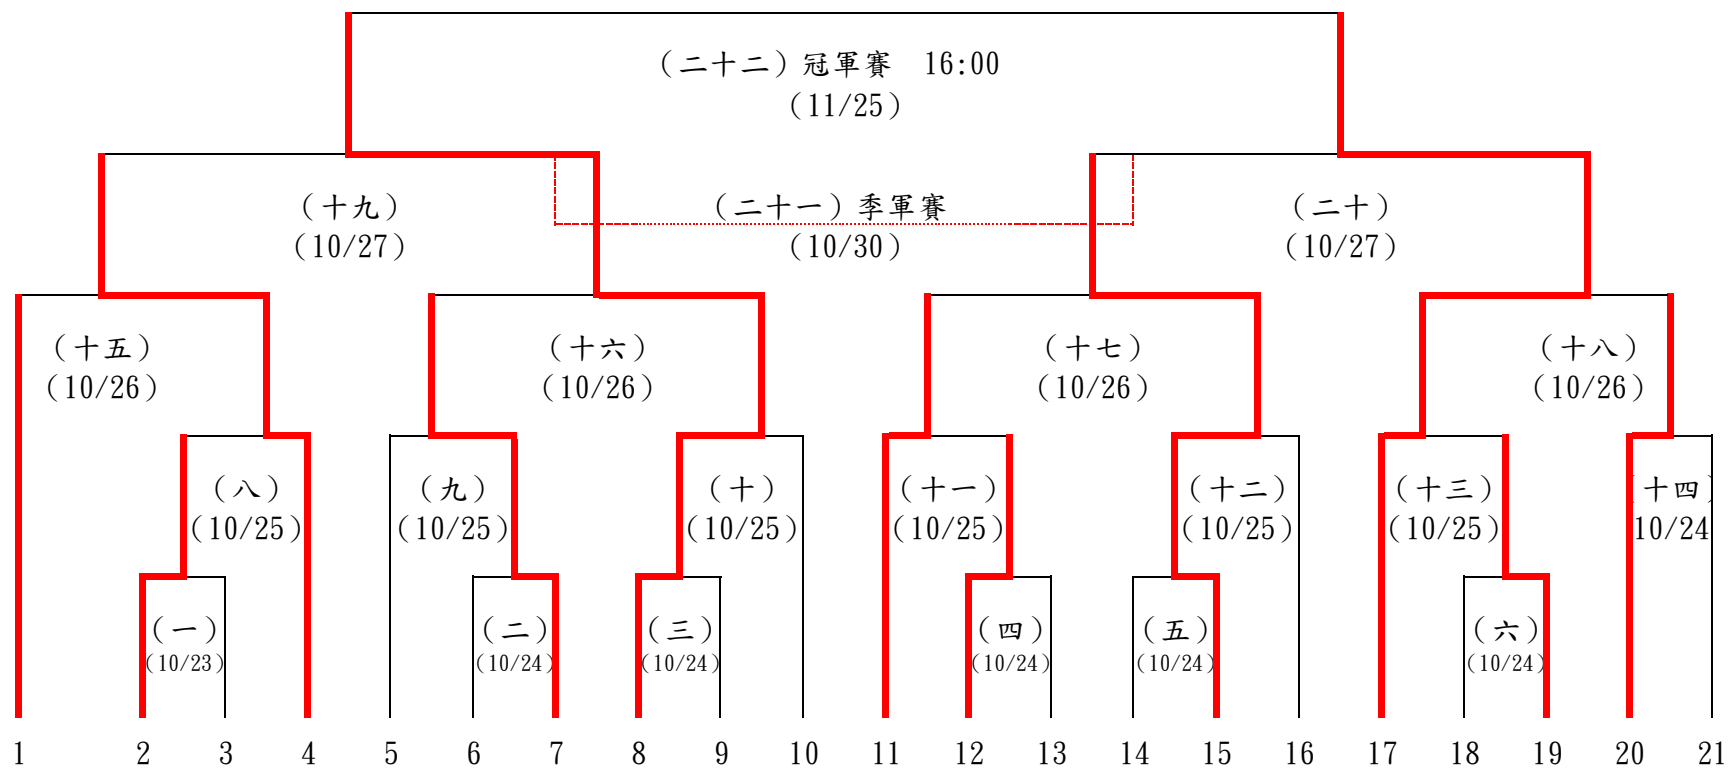 （二十二）冠軍賽　16:00
（11/25）
（十九）
（10/27）
（二十一）季軍賽
（10/30）
（二十）
（10/27）
（十五）
（10/26）
（十六）
（10/26）
（十七）
（10/26）
（十八）
（10/26）
（八）
（10/25）
（九）
（10/25）
（十）
（10/25）
（十一）
（10/25）
（十二）
（10/25）
（十三）
（10/25）
（十四）
10/24
（一）
（10/23）
（二）
（10/24）
（三）
（10/24）
（四）
（10/24）
（五）
（10/24）
（六）
（10/24）
1 2 3 4 5 6 7 8 9 10 11 12 13 14 15 16 17 18 19 20 21